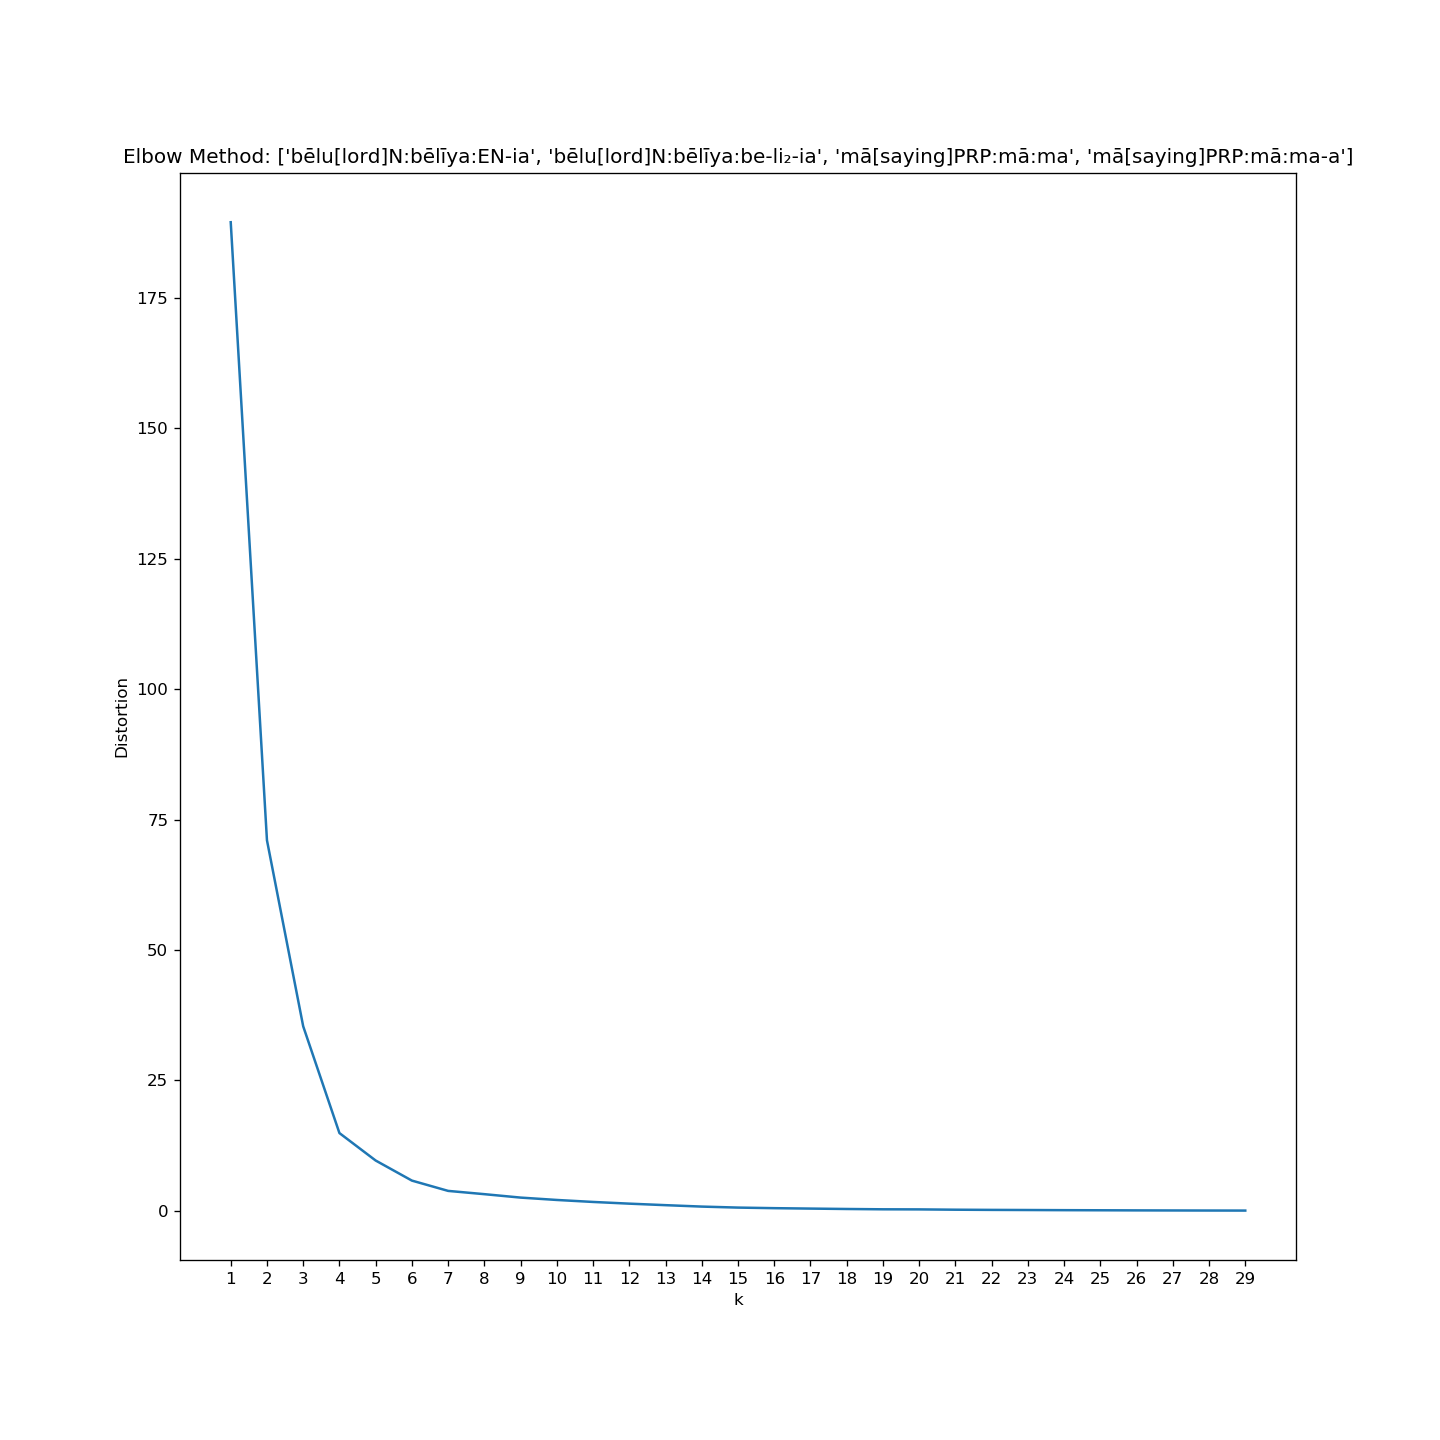 Elbow Method: ['bēlu[lord]N:bēlīya:EN-ia', 'bēlu[lord]N:bēlīya:be-li₂-ia', 'mā[saying]PRP:mā:ma', 'mā[saying]PRP:mā:ma-a']
175
150
125
100
75
50
25
0
Distortion
1 2 3 4 5 6 7 8 9 10 11 12 13 14 15 16 17 18 19 20 21 22 23 24 25 26 27 28 29
k